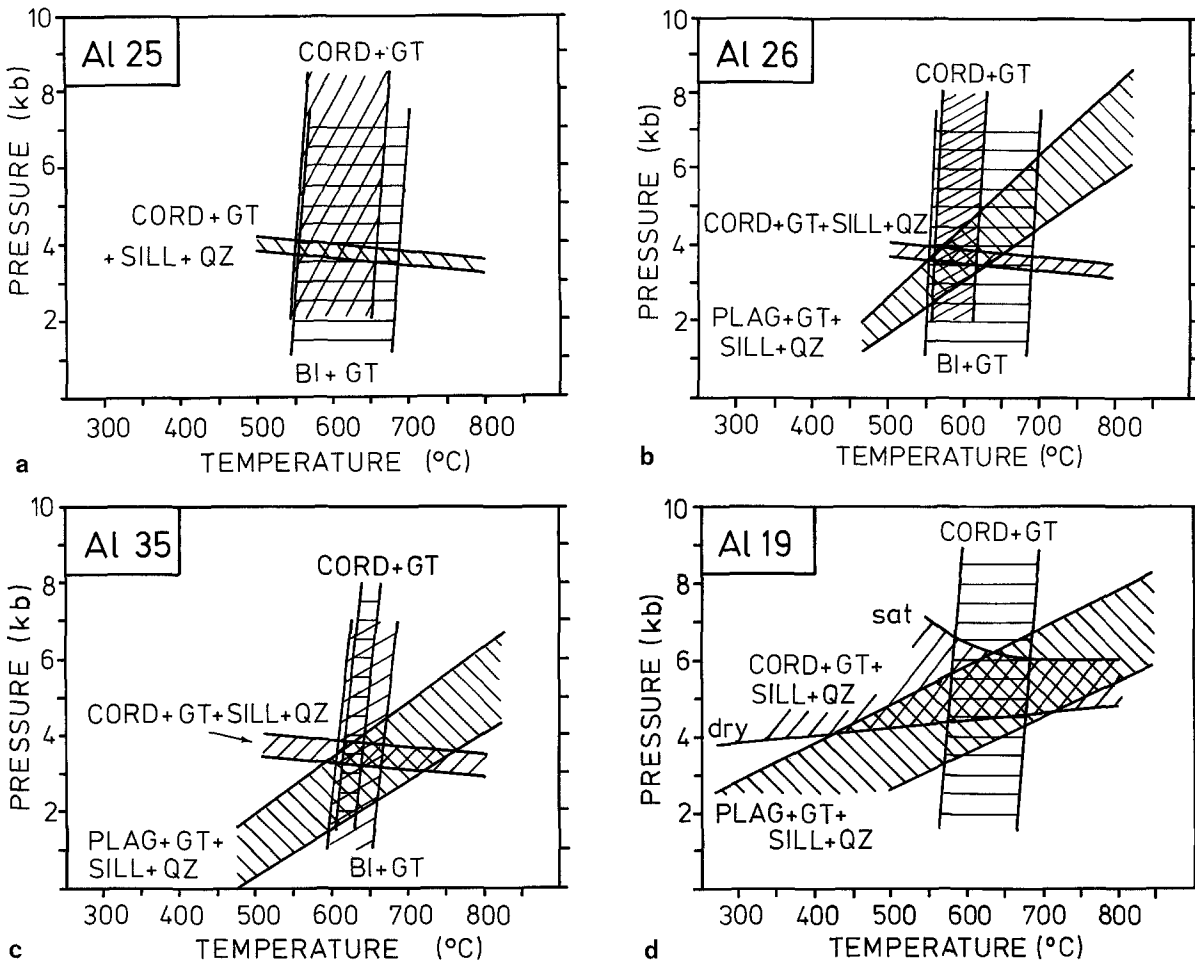 Al 25
CORD+GT
CORD+GT
+SILL+QZ
BI+GT
10
8
6
4
2
PRESSURE (kb)
300 400 500 600 700 800
TEMPERATURE (°C)
a
Al 26
CORD+GT
CORD+GT+SILL+QZ
PLAG+GT+
SILL+QZ
BI+GT
10
8
6
4
2
PRESSURE (kb)
300 400 500 600 700 800
TEMPERATURE (°C)
b
Al 35
CORD+GT
CORD+GT+SILL+QZ
PLAG+GT+
SILL+QZ
BI+GT
10
8
6
4
2
PRESSURE (kb)
300 400 500 600 700 800
TEMPERATURE (°C)
c
Al 19
CORD+GT
sat
CORD+GT+
SILL+QZ
dry
PLAG+GT+
SILL+QZ
10
8
6
4
2
PRESSURE (kb)
300 400 500 600 700 800
TEMPERATURE (°C)
d